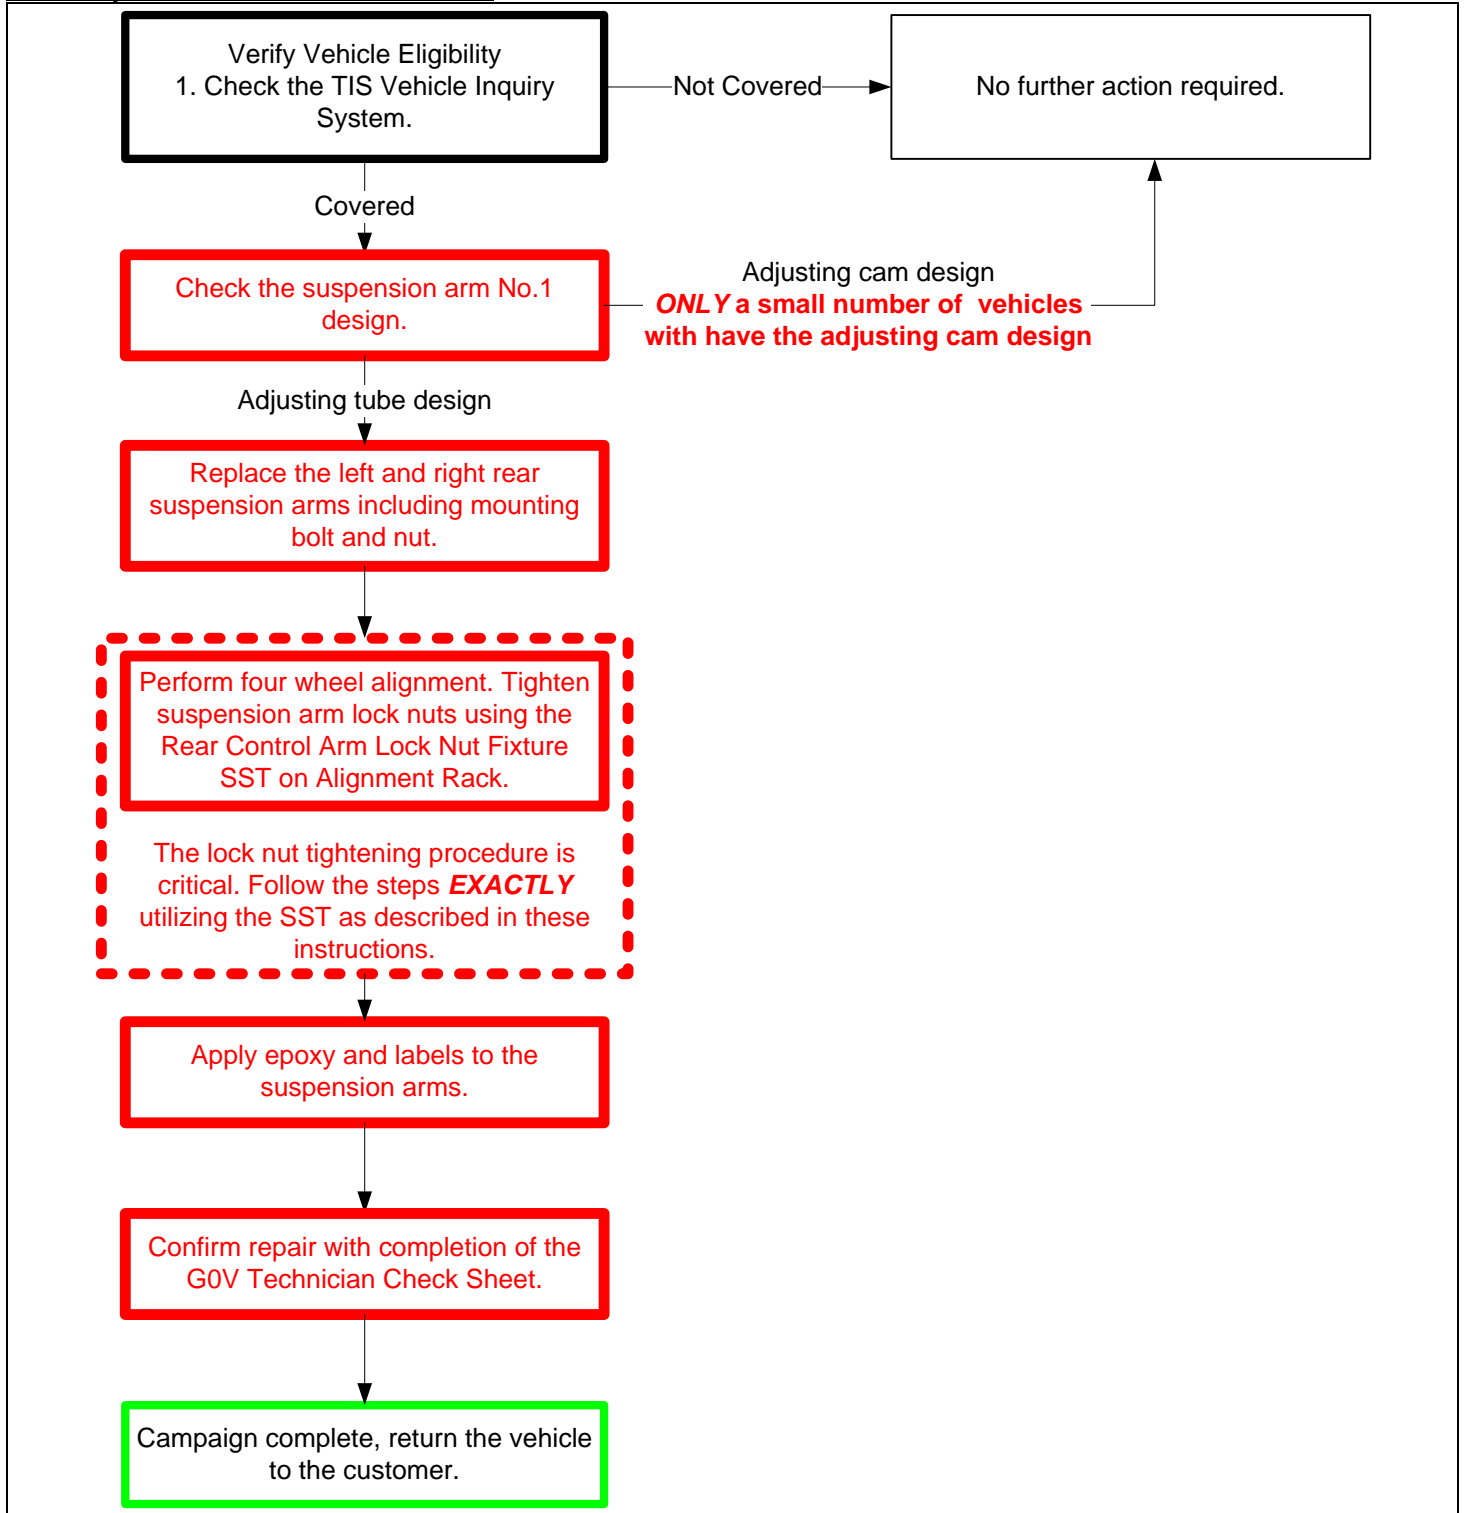 Verify Vehicle Eligibility
1. Check the TIS Vehicle Inquiry
System.
Not Covered
No further action required.
Covered
Check the suspension arm No.1
design.
Adjusting cam design
ONLY a small number of vehicles
with have the adjusting cam design
Adjusting tube design
Replace the left and right rear
suspension arms including mounting
bolt and nut.
Perform four wheel alignment. Tighten
suspension arm lock nuts using the
Rear Control Arm Lock Nut Fixture
SST on Alignment Rack.
The lock nut tightening procedure is
critical. Follow the steps EXACTLY
utilizing the SST as described in these
instructions.
Apply epoxy and labels to the
suspension arms.
Confirm repair with completion of the
G0V Technician Check Sheet.
Campaign complete, return the vehicle
to the customer.